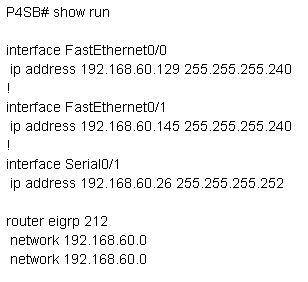 P4SB# show run
interface FastEthernet0/0
ip address 192.168.60.129 255.255.255.240
!
interface FastEthernet0/1
ip address 192.168.60.145 255.255.255.240
!
interface Serial0/1
ip address 192.168.60.26 255.255.255.252
router eigrp 212
network 192.168.60.0
network 192.168.60.0